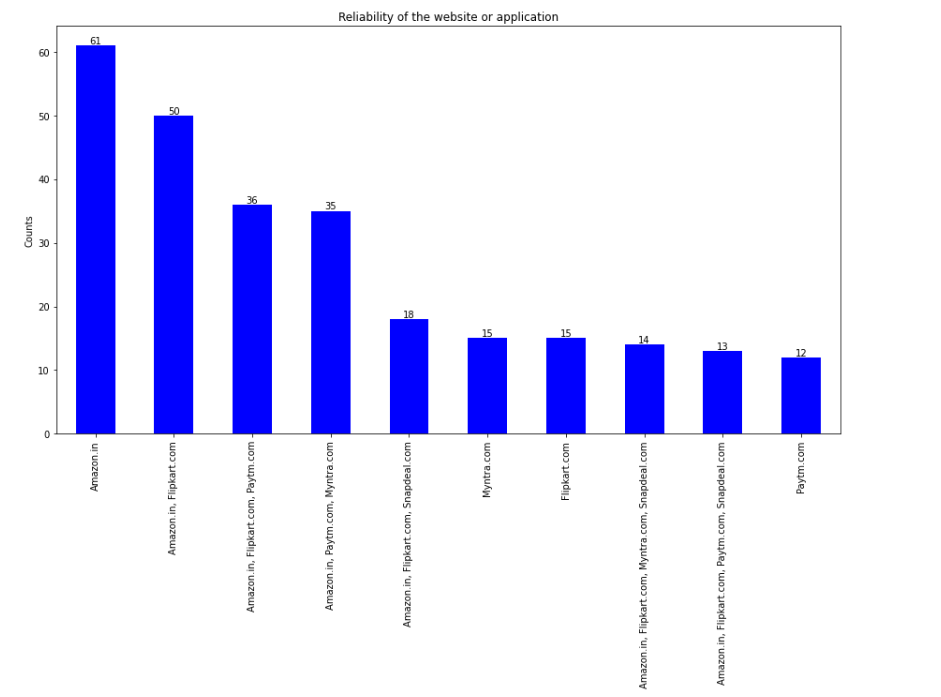 Reliability of the website or application
Counts
60
50
40
30
20
10
0
61
50
36
35
18
15
15
14
13
12
Amazon.in
Amazon.in, Flipkart.com
Amazon.in, Flipkart.com, Paytm.com
Amazon.in, Paytm.com, Myntra.com
Amazon.in, Flipkart.com, Snapdeal.com
Myntra.com
Flipkart.com
Amazon.in, Flipkart.com, Myntra.com, Snapdeal.com
Amazon.in, Flipkart.com, Paytm.com, Snapdeal.com
Paytm.com